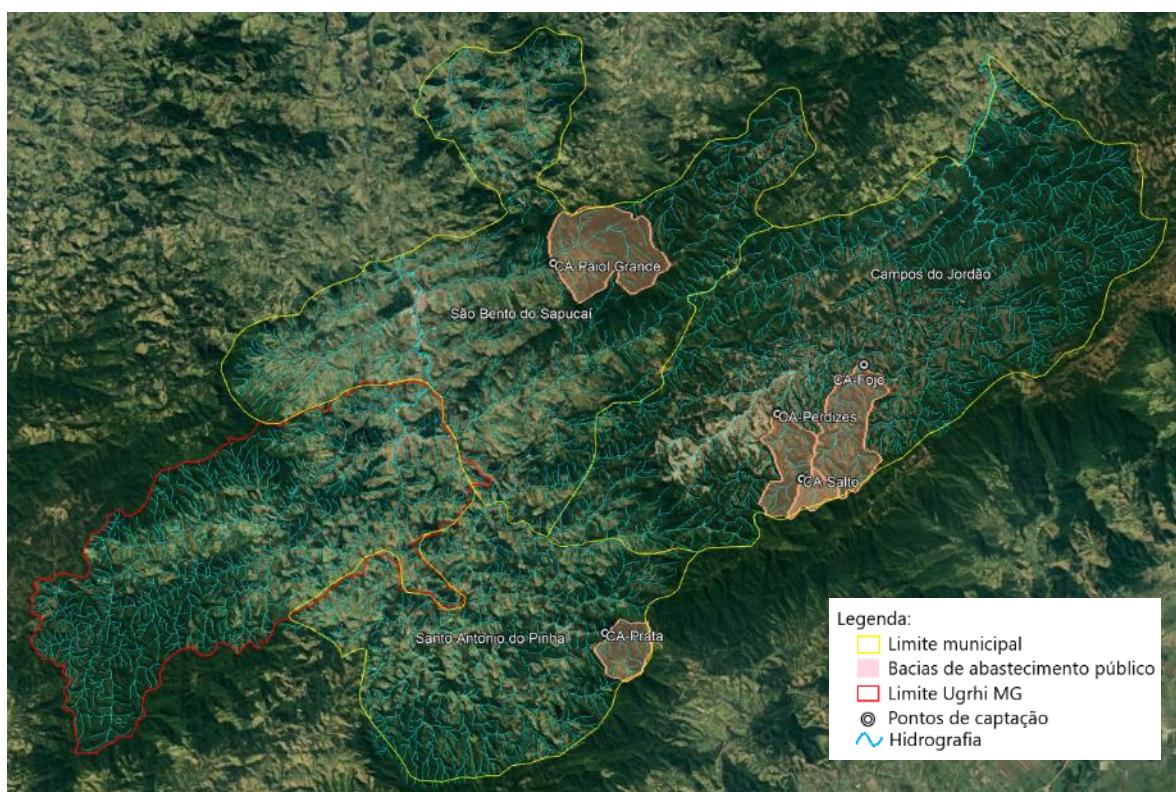 CA-Paiol Grande
Campos do Jordão
São Bento do Sapucaí
CA-Fojo
CA-Perdizes
CA-Salto
Santo Antônio do Pinhal
CA-Prata
Legenda:
Limite municipal
Bacias de abastecimento público
Limite Ugrhi MG
Pontos de captação
Hidrografia